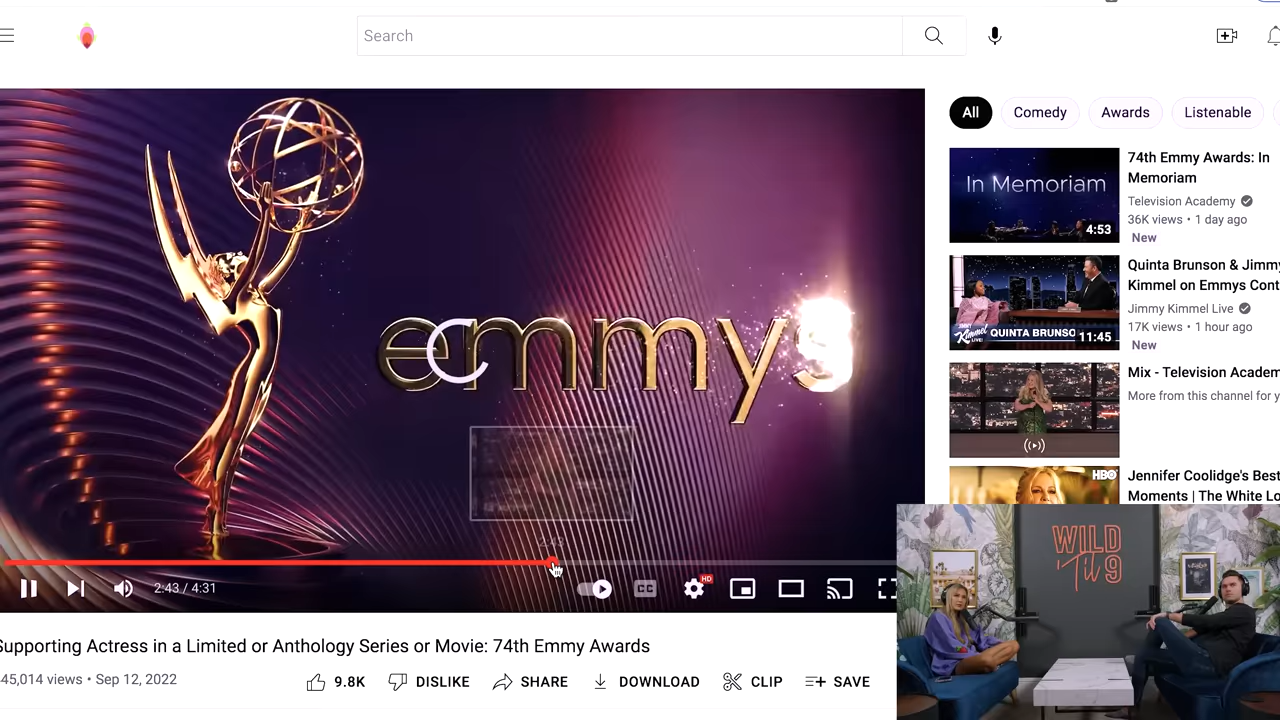 Search
All
Comedy
Awards
Listenable
In Memoriam
4:53
74th Emmy Awards: In
Memoriam
Television Academy
36K views • 1 day ago
New
emmys
QUINTA BRUNSO
11:45
Quinta Brunson & Jimmy
Kimmel on Emmys Cont
Jimmy Kimmel Live
17K views • 1 hour ago
New
Mix - Television Academ
More from this channel for y
HBO
Jennifer Coolidge's Best
Moments | The White Lo
WILD
'Til 9
2:43
2:43 / 4:31
CC
HD
Supporting Actress in a Limited or Anthology Series or Movie: 74th Emmy Awards
45,014 views • Sep 12, 2022
9.8K
DISLIKE
SHARE
DOWNLOAD
CLIP
SAVE